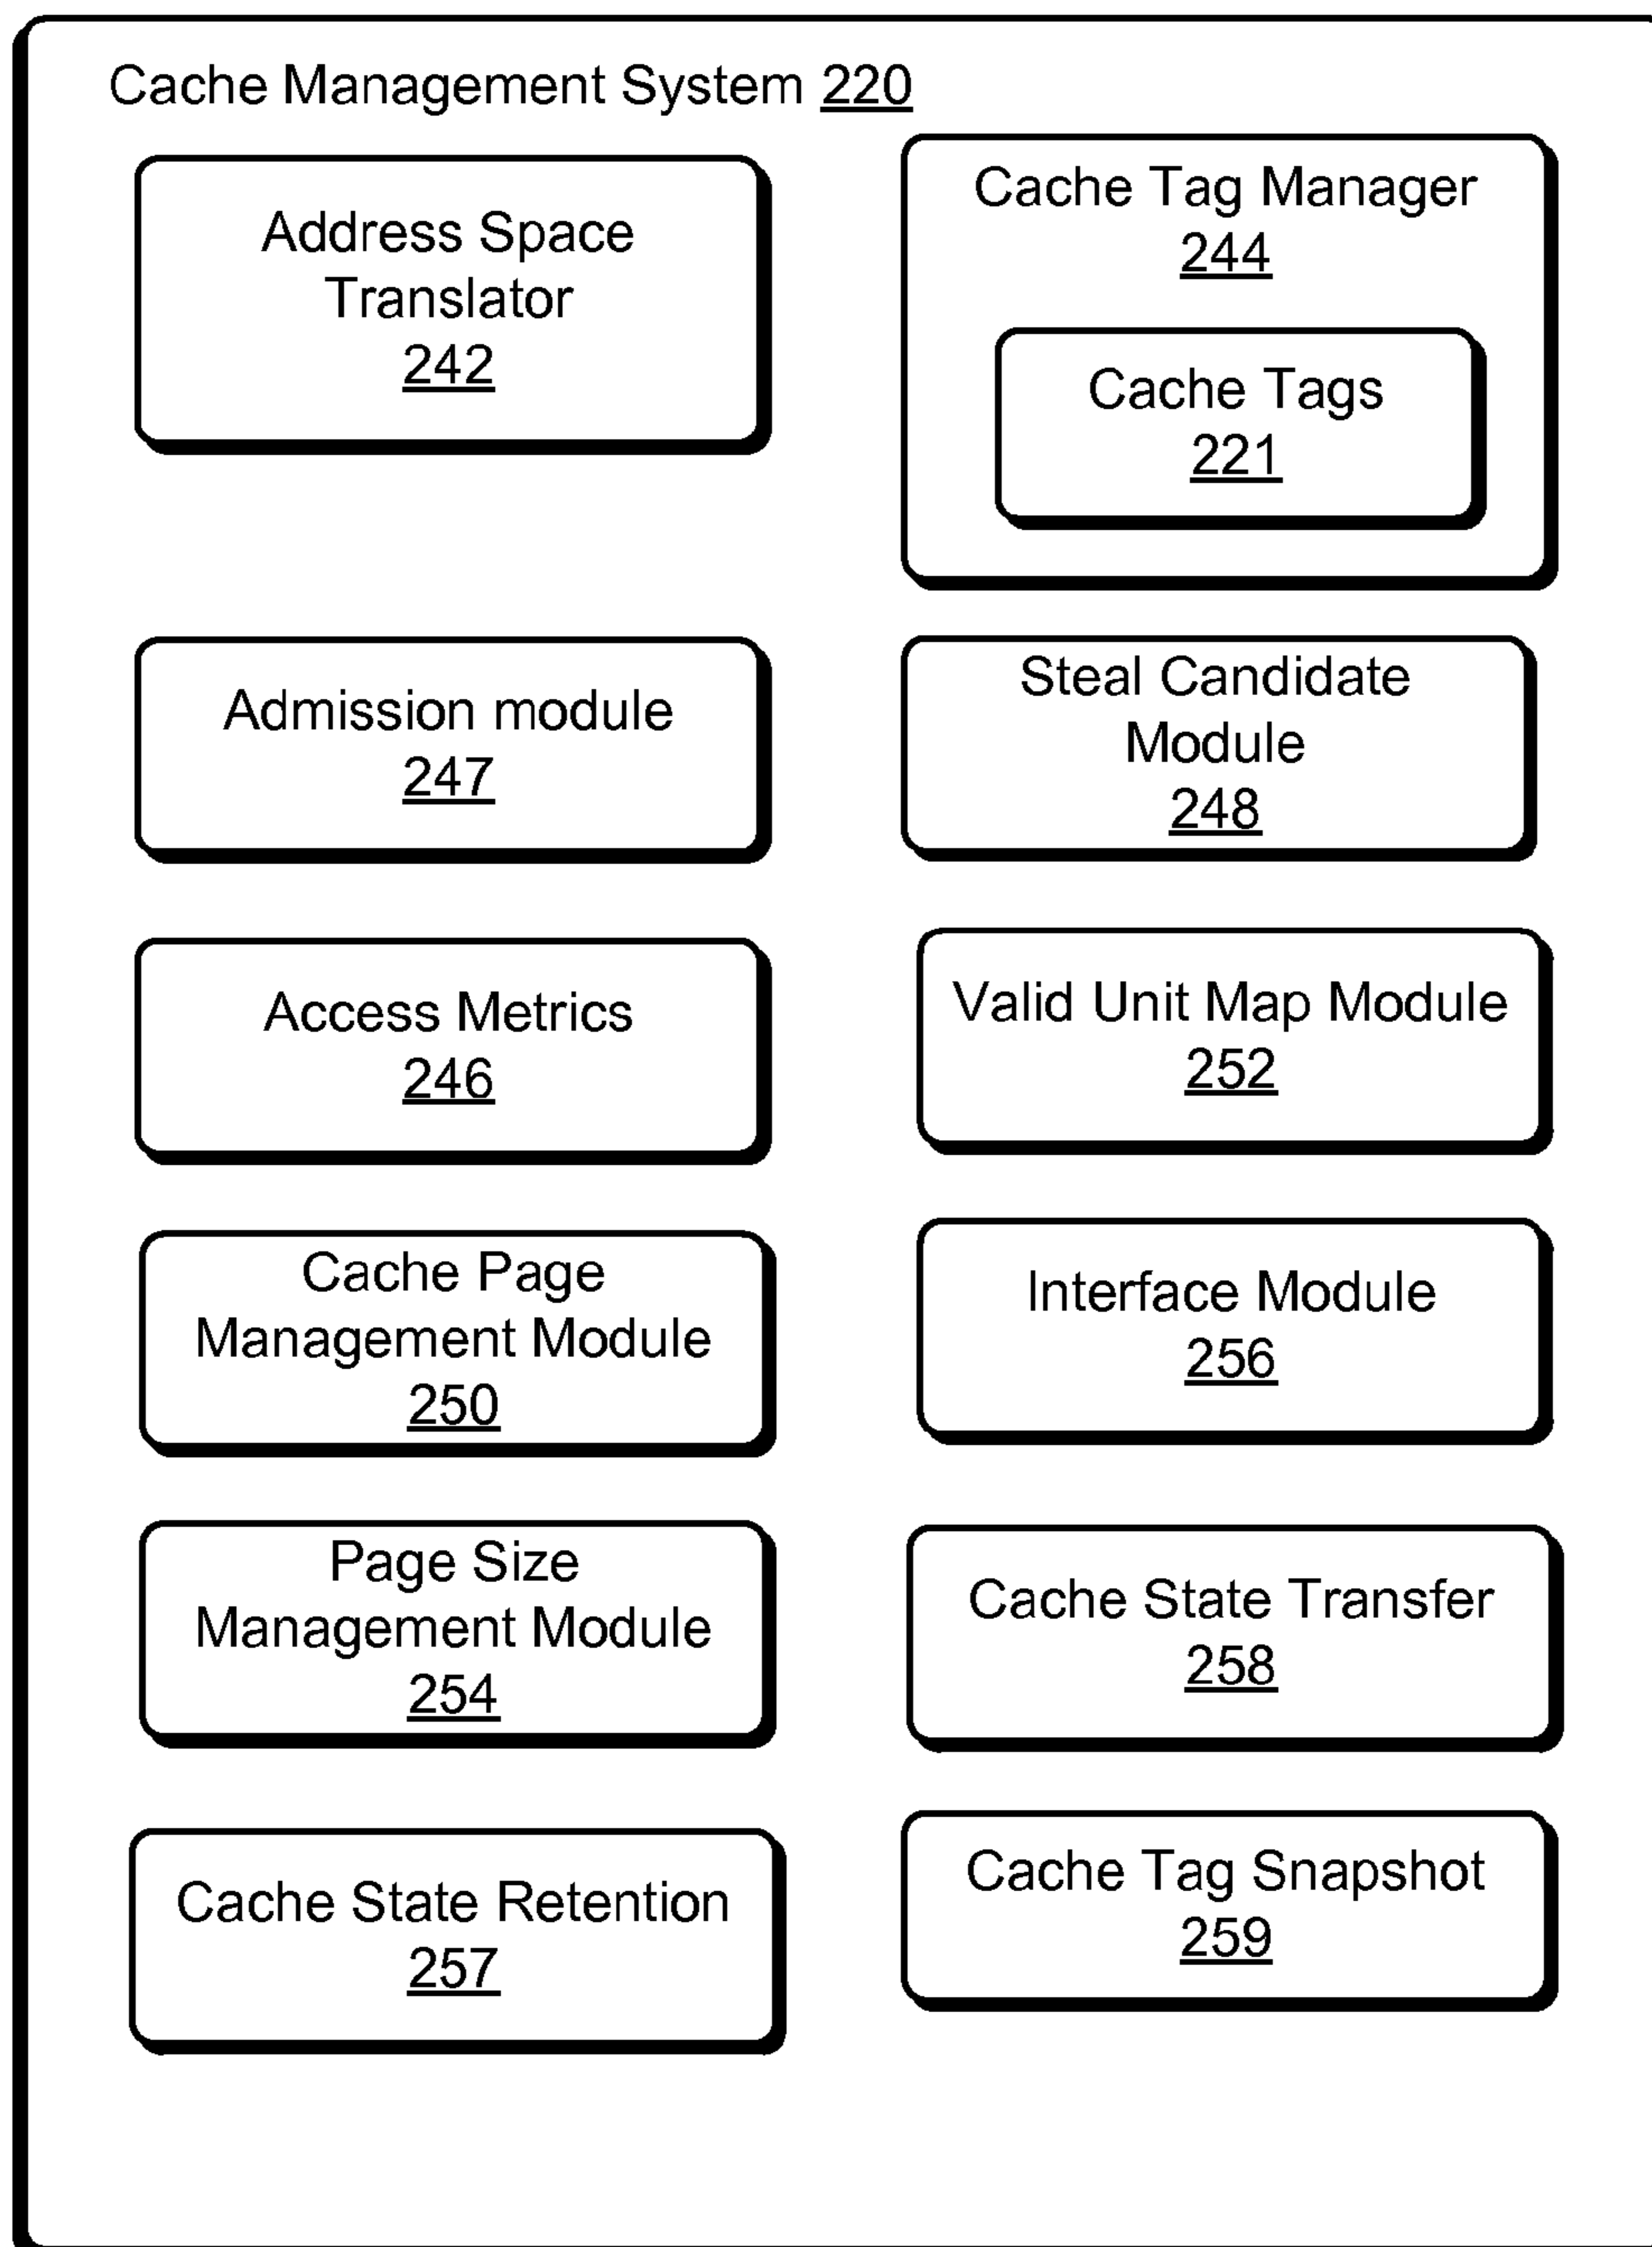 Cache Management System 220
Address Space
Translator
242
Cache Tag Manager
244
Cache Tags
221
Admission module
247
Steal Candidate
Module
248
Access Metrics
246
Valid Unit Map Module
252
Cache Page
Management Module
250
Interface Module
256
Page Size
Management Module
254
Cache State Transfer
258
Cache State Retention
257
Cache Tag Snapshot
259